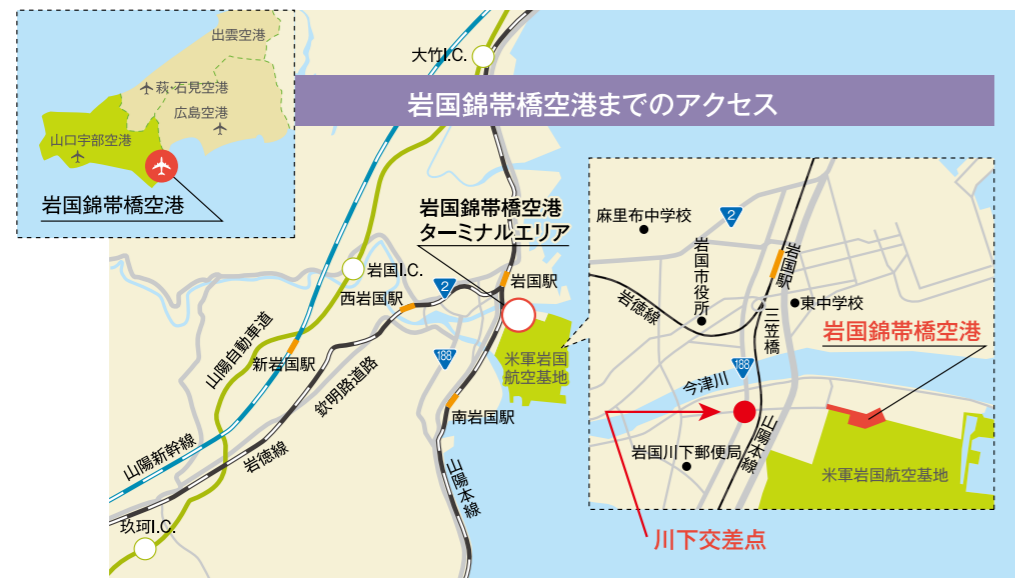 岩国錦帯橋空港までのアクセス
出雲空港
萩・石見空港
広島空港
山口宇部空港
岩国錦帯橋空港
大竹I.C.
岩国錦帯橋空港
ターミナルエリア
岩国I.C.
岩国駅
西岩国駅
2
山陽自動車道
新岩国駅
188
米軍岩国
航空基地
欽明路道路
南岩国駅
山陽新幹線
岩徳線
山陽本線
玖珂I.C.
麻里布中学校
2
岩国駅
岩国市役所
岩徳線
東中学校
三笠橋
岩国錦帯橋空港
188
今津川
岩国川下郵便局
山陽本線
米軍岩国航空基地
川下交差点